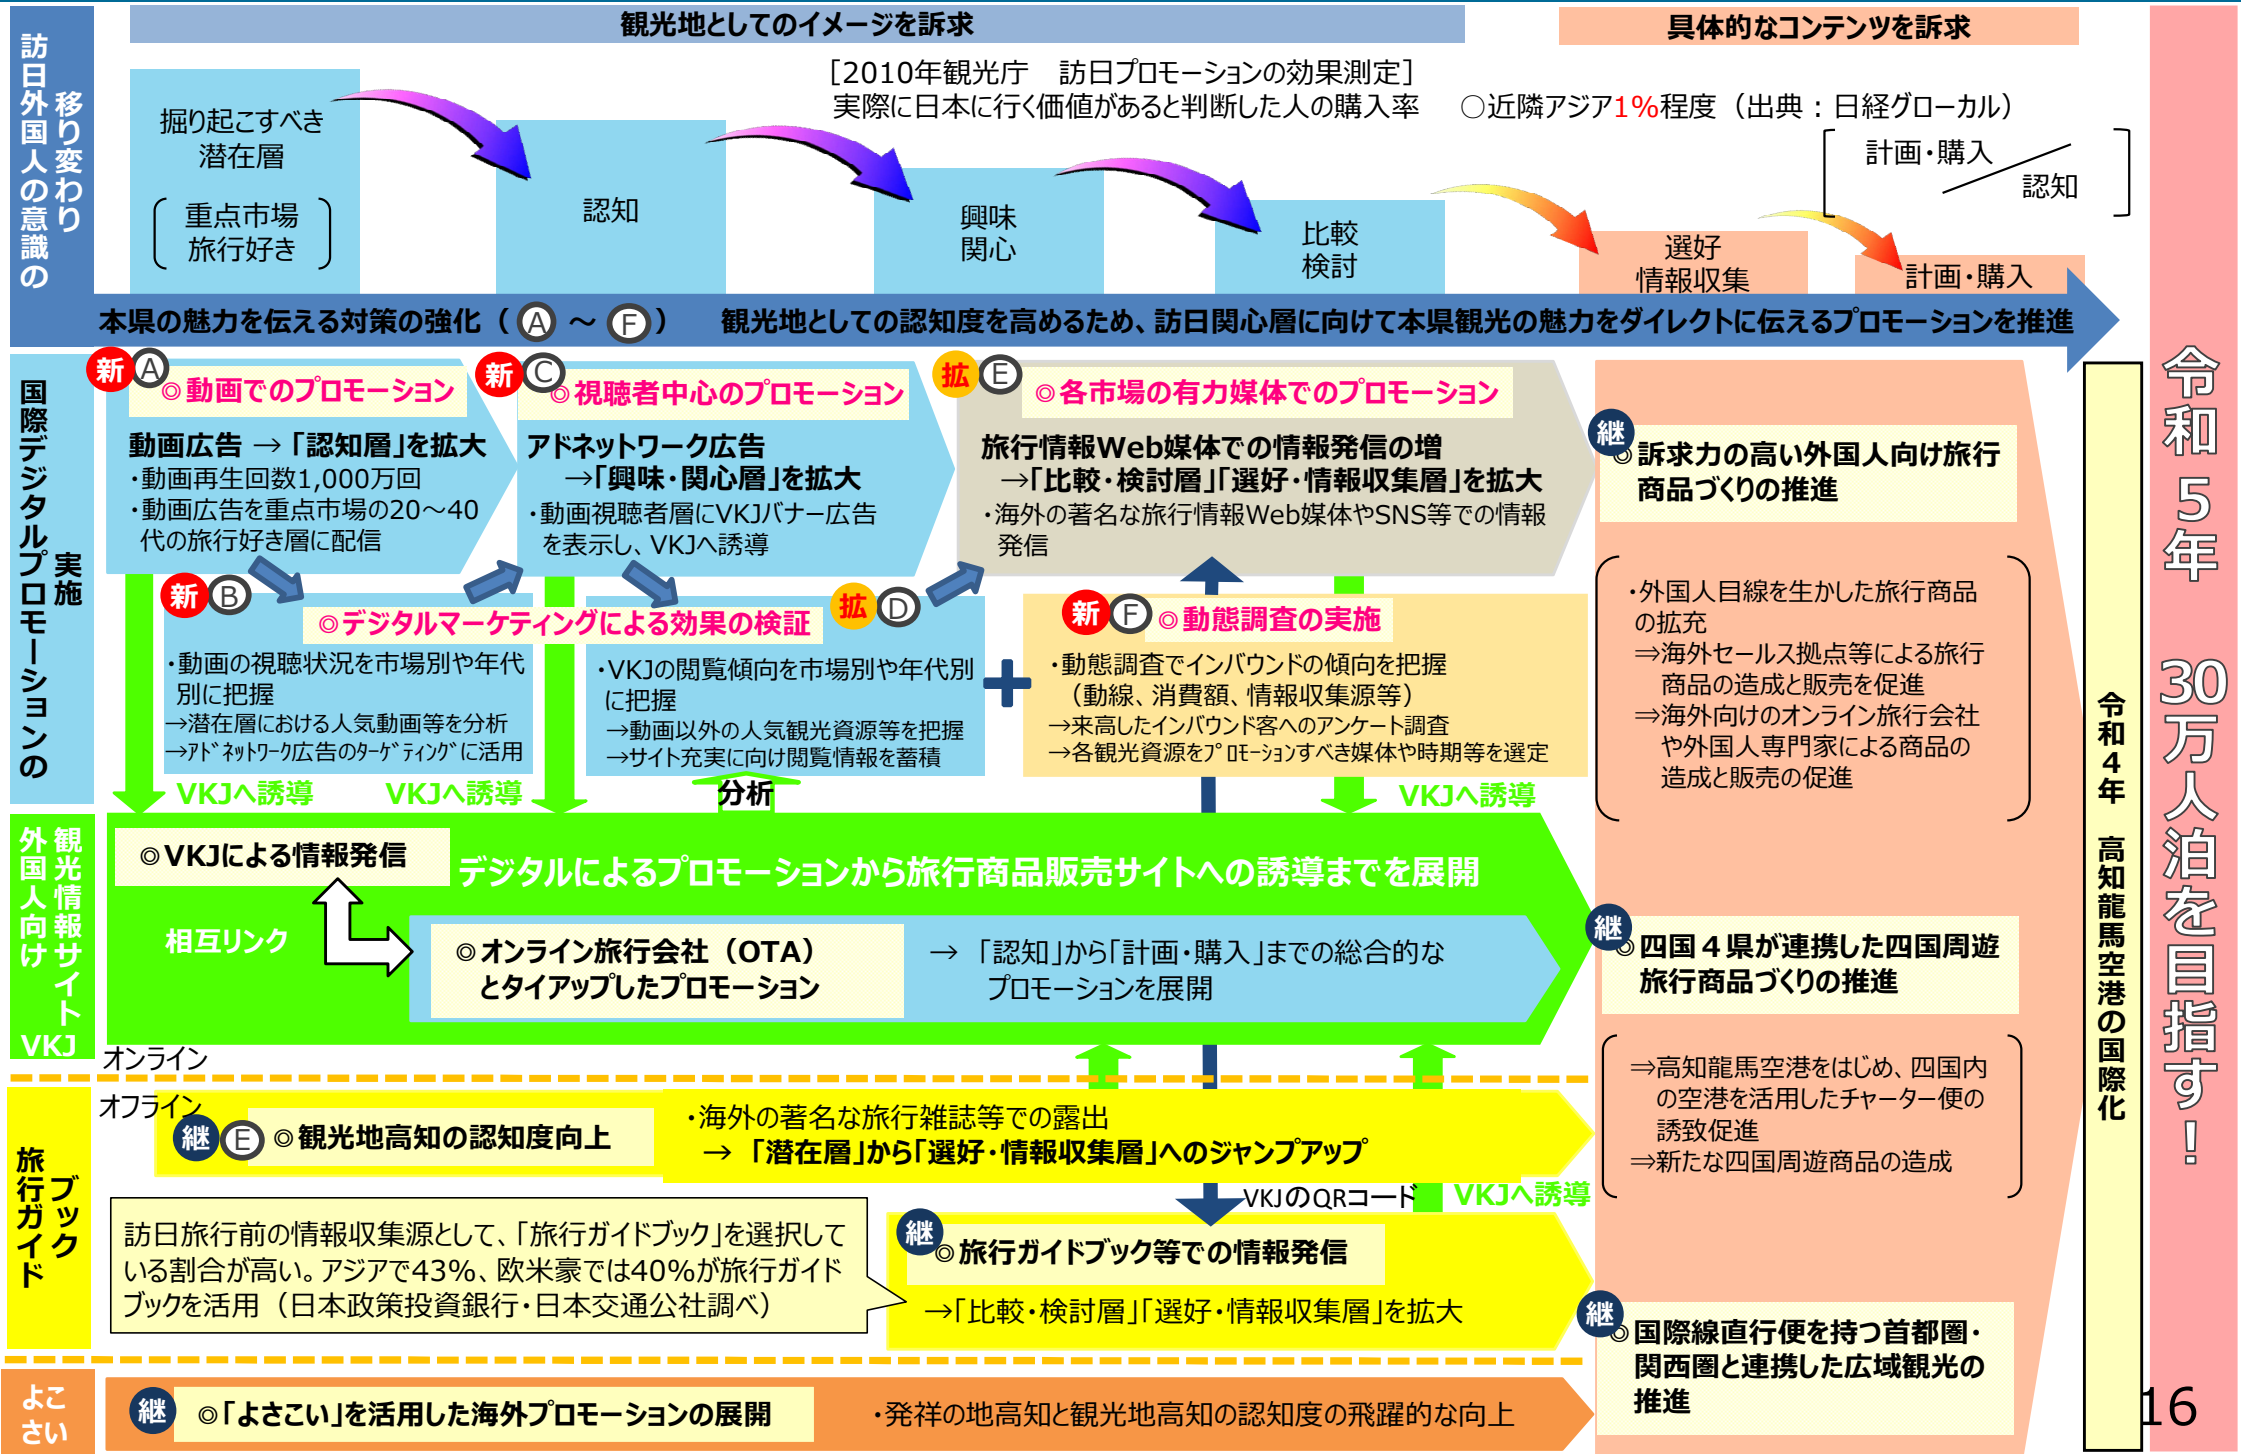 観光地としてのイメージを訴求
具体的なコンテンツを訴求
訪日外国人の意識の
移り変わり
［2010年観光庁　訪日プロモーションの効果測定］
実際に日本に行く価値があると判断した人の購入率　○近隣アジア1%程度（出典：日経グローカル）
計画・購入
認知
掘り起こすべき
潜在層
重点市場
旅行好き
認知
興味
関心
比較
検討
選好
情報収集
計画・購入
本県の魅力を伝える対策の強化（Ⓐ ～ Ⓕ）　観光地としての認知度を高めるため、訪日関心層に向けて本県観光の魅力をダイレクトに伝えるプロモーションを推進
国際デジタルプロモーションの
実施
新 A
◎動画でのプロモーション
動画広告 →「認知層」を拡大
・動画再生回数1,000万回
・動画広告を重点市場の20～40
代の旅行好き層に配信
新 C
◎視聴者中心のプロモーション
アドネットワーク広告
→「興味・関心層」を拡大
・動画視聴者層にVKJバナー広告
を表示し、VKJへ誘導
拡 E
◎各市場の有力媒体でのプロモーション
旅行情報Web媒体での情報発信の増
→「比較・検討層」「選好・情報収集層」を拡大
・海外の著名な旅行情報Web媒体やSNS等での情報
発信
新 B
◎デジタルマーケティングによる効果の検証
拡 D
・動画の視聴状況を市場別や年代
別に把握
→潜在層における人気動画等を分析
→ｱﾄﾞﾈｯﾄﾜｰｸ広告のﾀｰｹﾞﾃｨﾝｸﾞに活用
・VKJの閲覧傾向を市場別や年代別
に把握
→動画以外の人気観光資源等を把握
→サイト充実に向け閲覧情報を蓄積
新 F
◎動態調査の実施
・動態調査でインバウンドの傾向を把握
（動線、消費額、情報収集源等）
→来高したインバウンド客へのアンケート調査
→各観光資源をﾌﾟﾛﾓｰｼｮﾝすべき媒体や時期等を選定
VKJへ誘導
VKJへ誘導
分析
VKJへ誘導
外国人向け
観光情報サイト
VKJ
◎VKJによる情報発信
デジタルによるプロモーションから旅行商品販売サイトへの誘導までを展開
相互リンク
◎オンライン旅行会社（OTA）
とタイアップしたプロモーション
→ 「認知」から「計画・購入」までの総合的な
プロモーションを展開
オンライン
オフライン
旅行ガイド
ブック
継 E
◎観光地高知の認知度向上
・海外の著名な旅行雑誌等での露出
→ 「潜在層」から「選好・情報収集層」へのジャンプアップ
VKJのQRコード
VKJへ誘導
訪日旅行前の情報収集源として、「旅行ガイドブック」を選択して
いる割合が高い。アジアで43%、欧米豪では40%が旅行ガイド
ブックを活用（日本政策投資銀行・日本交通公社調べ）
継
◎旅行ガイドブック等での情報発信
→「比較・検討層」「選好・情報収集層」を拡大
よこ
さい
継
◎「よさこい」を活用した海外プロモーションの展開
・発祥の地高知と観光地高知の認知度の飛躍的な向上
継
◎訴求力の高い外国人向け旅行
商品づくりの推進
・外国人目線を生かした旅行商品
の拡充
⇒海外セールス拠点等による旅行
商品の造成と販売を促進
⇒海外向けのオンライン旅行会社
や外国人専門家による商品の
造成と販売の促進
継
◎四国４県が連携した四国周遊
旅行商品づくりの推進
⇒高知龍馬空港をはじめ、四国内
の空港を活用したチャーター便の
誘致促進
⇒新たな四国周遊商品の造成
継
◎国際線直行便を持つ首都圏・
関西圏と連携した広域観光の
推進
令和４年　高知龍馬空港の国際化
令和５年　30万人泊を目指す！
16